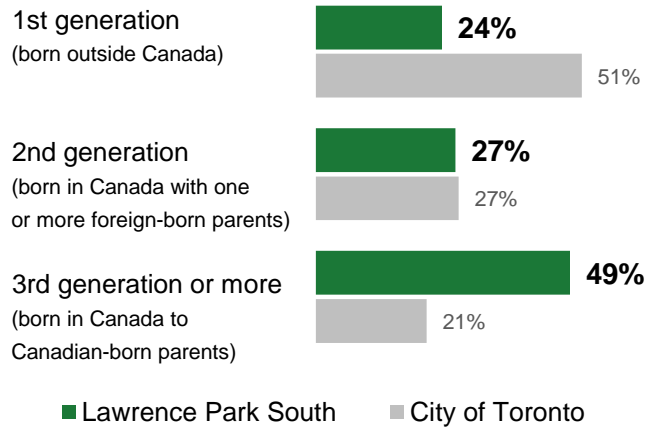 1st generation
(born outside Canada)
24%
51%
2nd generation
(born in Canada with one
or more foreign-born parents)
27%
27%
3rd generation or more
(born in Canada to
Canadian-born parents)
49%
21%
Lawrence Park South
City of Toronto